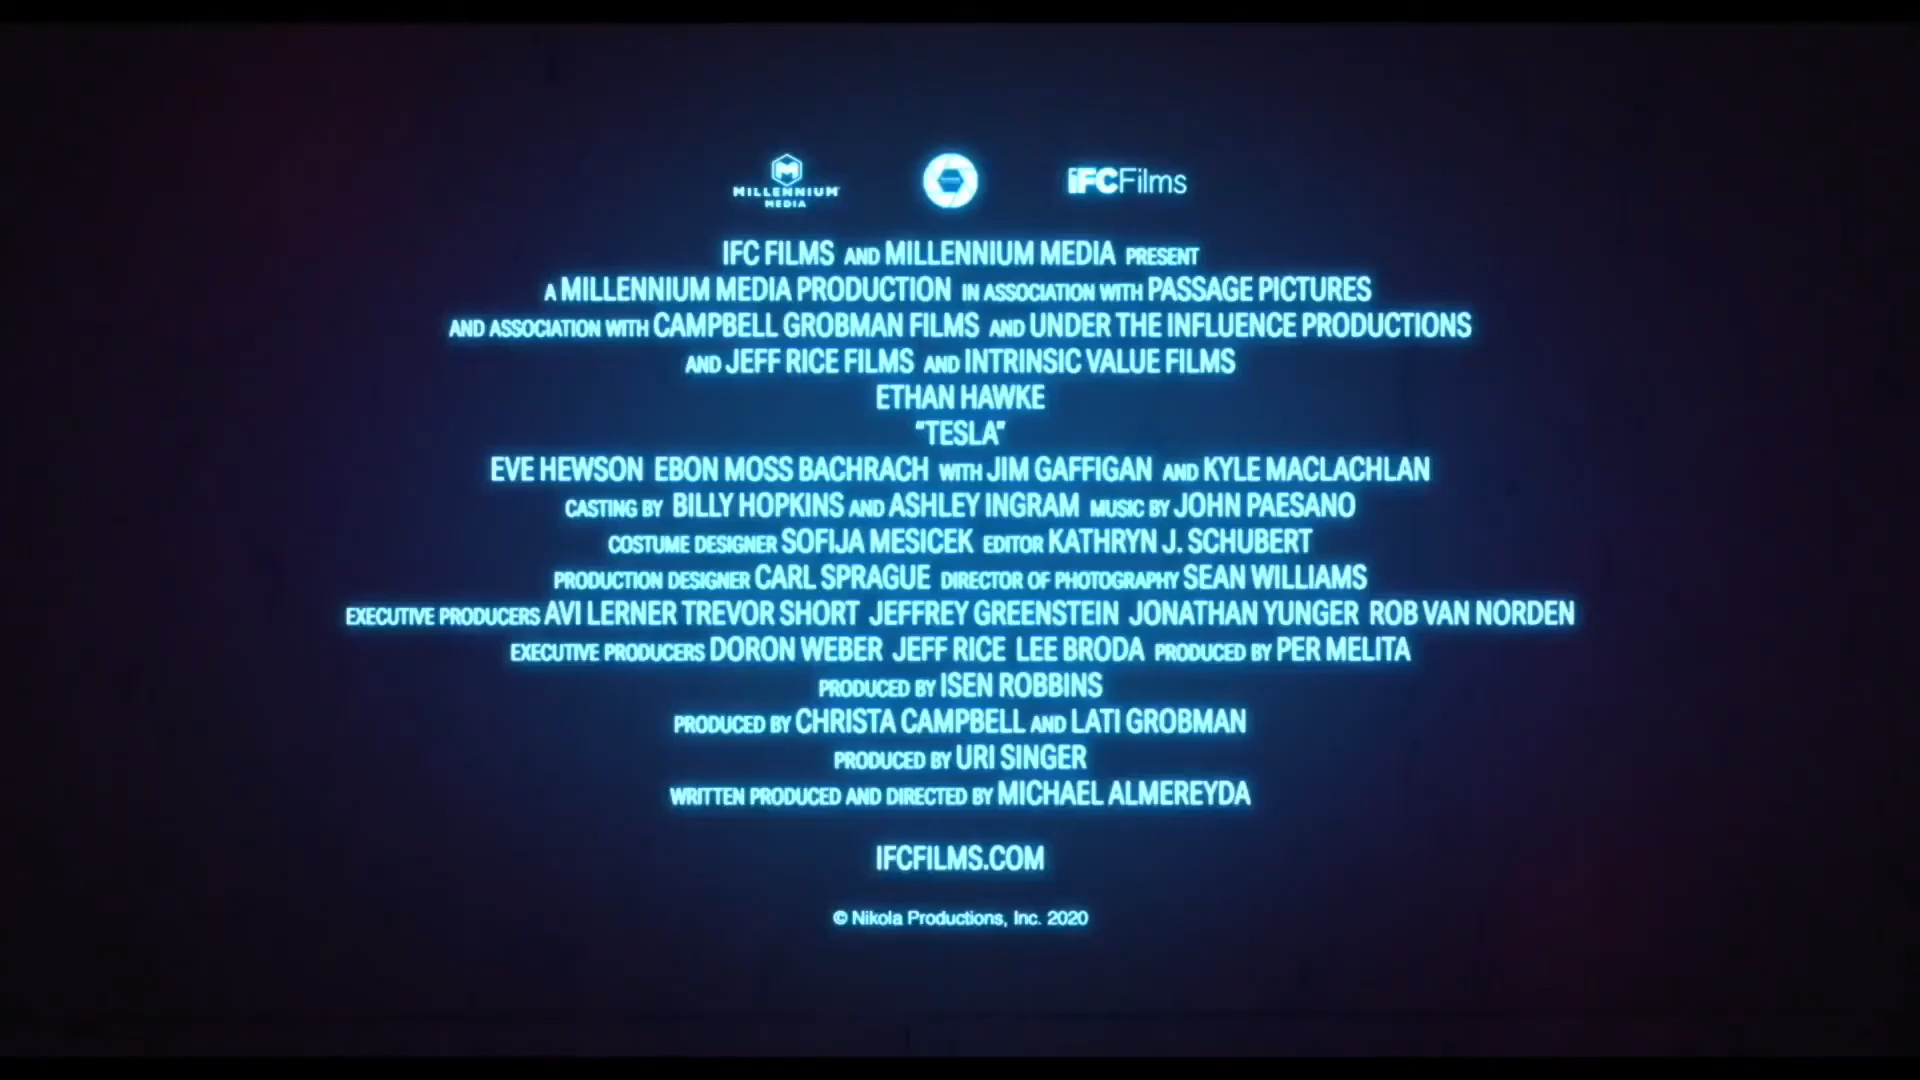 MILLENNIUM
MEDIA
iFCFilms
IFC FILMS AND MILLENNIUM MEDIA PRESENT
A MILLENNIUM MEDIA PRODUCTION IN ASSOCIATION WITH PASSAGE PICTURES
AND ASSOCIATION WITH CAMPBELL GROBMAN FILMS AND UNDER THE INFLUENCE PRODUCTIONS
AND JEFF RICE FILMS AND INTRINSIC VALUE FILMS
ETHAN HAWKE
"TESLA"
EVE HEWSON EBON MOSS BACHRACH WITH JIM GAFFIGAN AND KYLE MACLACHLAN
CASTING BY BILLY HOPKINS AND ASHLEY INGRAM MUSIC BY JOHN PAESANO
COSTUME DESIGNER SOFIJA MESICEK EDITOR KATHRYN J. SCHUBERT
PRODUCTION DESIGNER CARL SPRAGUE DIRECTOR OF PHOTOGRAPHY SEAN WILLIAMS
EXECUTIVE PRODUCERS AVI LERNER TREVOR SHORT JEFFREY GREENSTEIN JONATHAN YUNGER ROB VAN NORDEN
EXECUTIVE PRODUCERS DORON WEBER JEFF RICE LEE BRODA PRODUCED BY PER MELITA
PRODUCED BY ISEN ROBBINS
PRODUCED BY CHRISTA CAMPBELL AND LATI GROBMAN
PRODUCED BY URI SINGER
WRITTEN PRODUCED AND DIRECTED BY MICHAEL ALMEREYDA
IFCFILMS.COM
© Nikola Productions, Inc. 2020